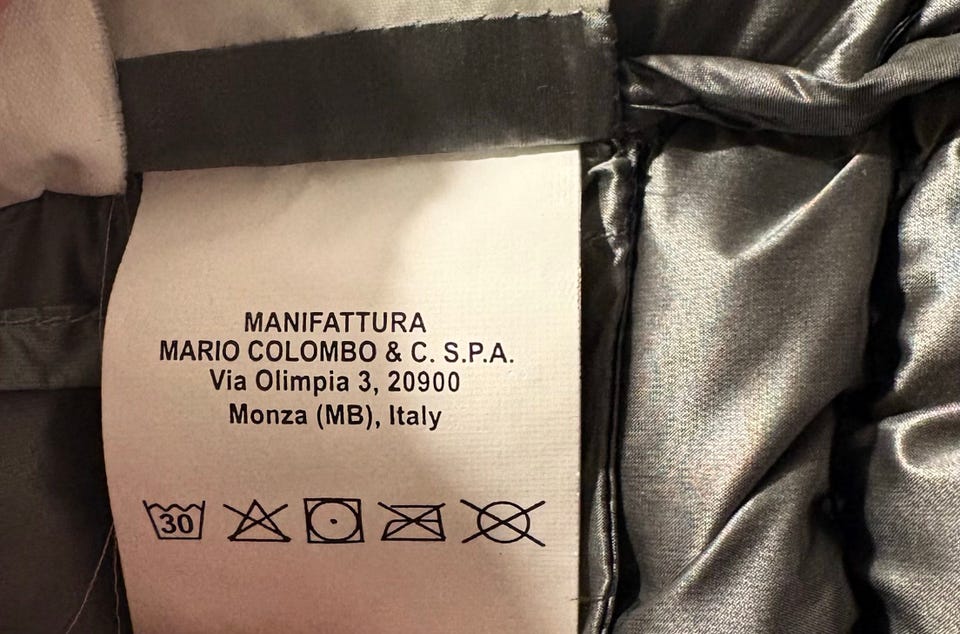 MANIFATTURA
MARIO COLOMBO & C. S.P.A.
Via Olimpia 3, 20900
Monza (MB), Italy
30